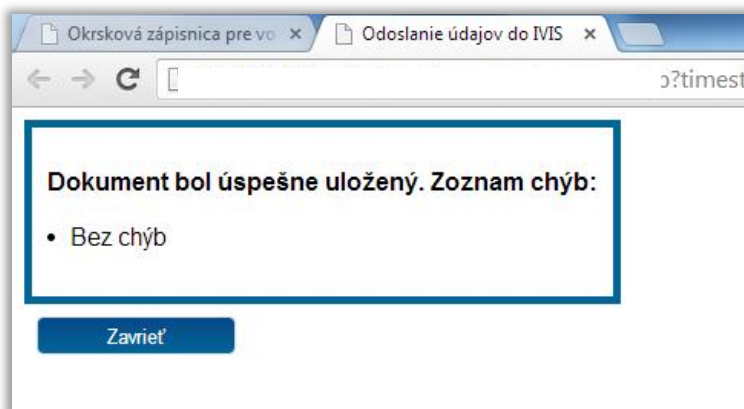 Okrsková zápisnica pre vo
Odoslanie údajov do IVIS
o?timest
Dokument bol úspešne uložený. Zoznam chýb:
• Bez chýb
Zavrieť